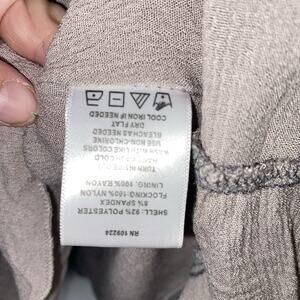 RN 109224
SHELL: 92% POLYESTER
8% SPANDEX
FLOCKING: 100% NYLON
LINING: 100% RAYON
TURN INSIDE OUT
HAND WASH COLD
WASH WITH LIKE COLORS
USE NON-CHLORINE
BLEACH AS NEEDED
DRY FLAT
COOL IRON IF NEEDED